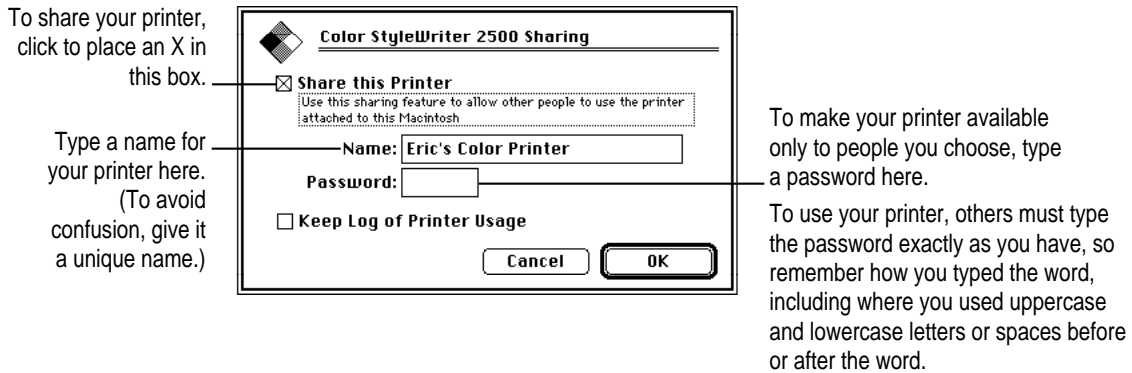 To share your printer,
click to place an X in
this box.
Type a name for
your printer here.
(To avoid
confusion, give it
a unique name.)
Color StyleWriter 2500 Sharing
Share this Printer
Use this sharing feature to allow other people to use the printer
attached to this Macintosh
Name: Eric's Color Printer
Password:
Keep Log of Printer Usage
Cancel OK
To make your printer available
only to people you choose, type
a password here.
To use your printer, others must type
the password exactly as you have, so
remember how you typed the word,
including where you used uppercase
and lowercase letters or spaces before
or after the word.